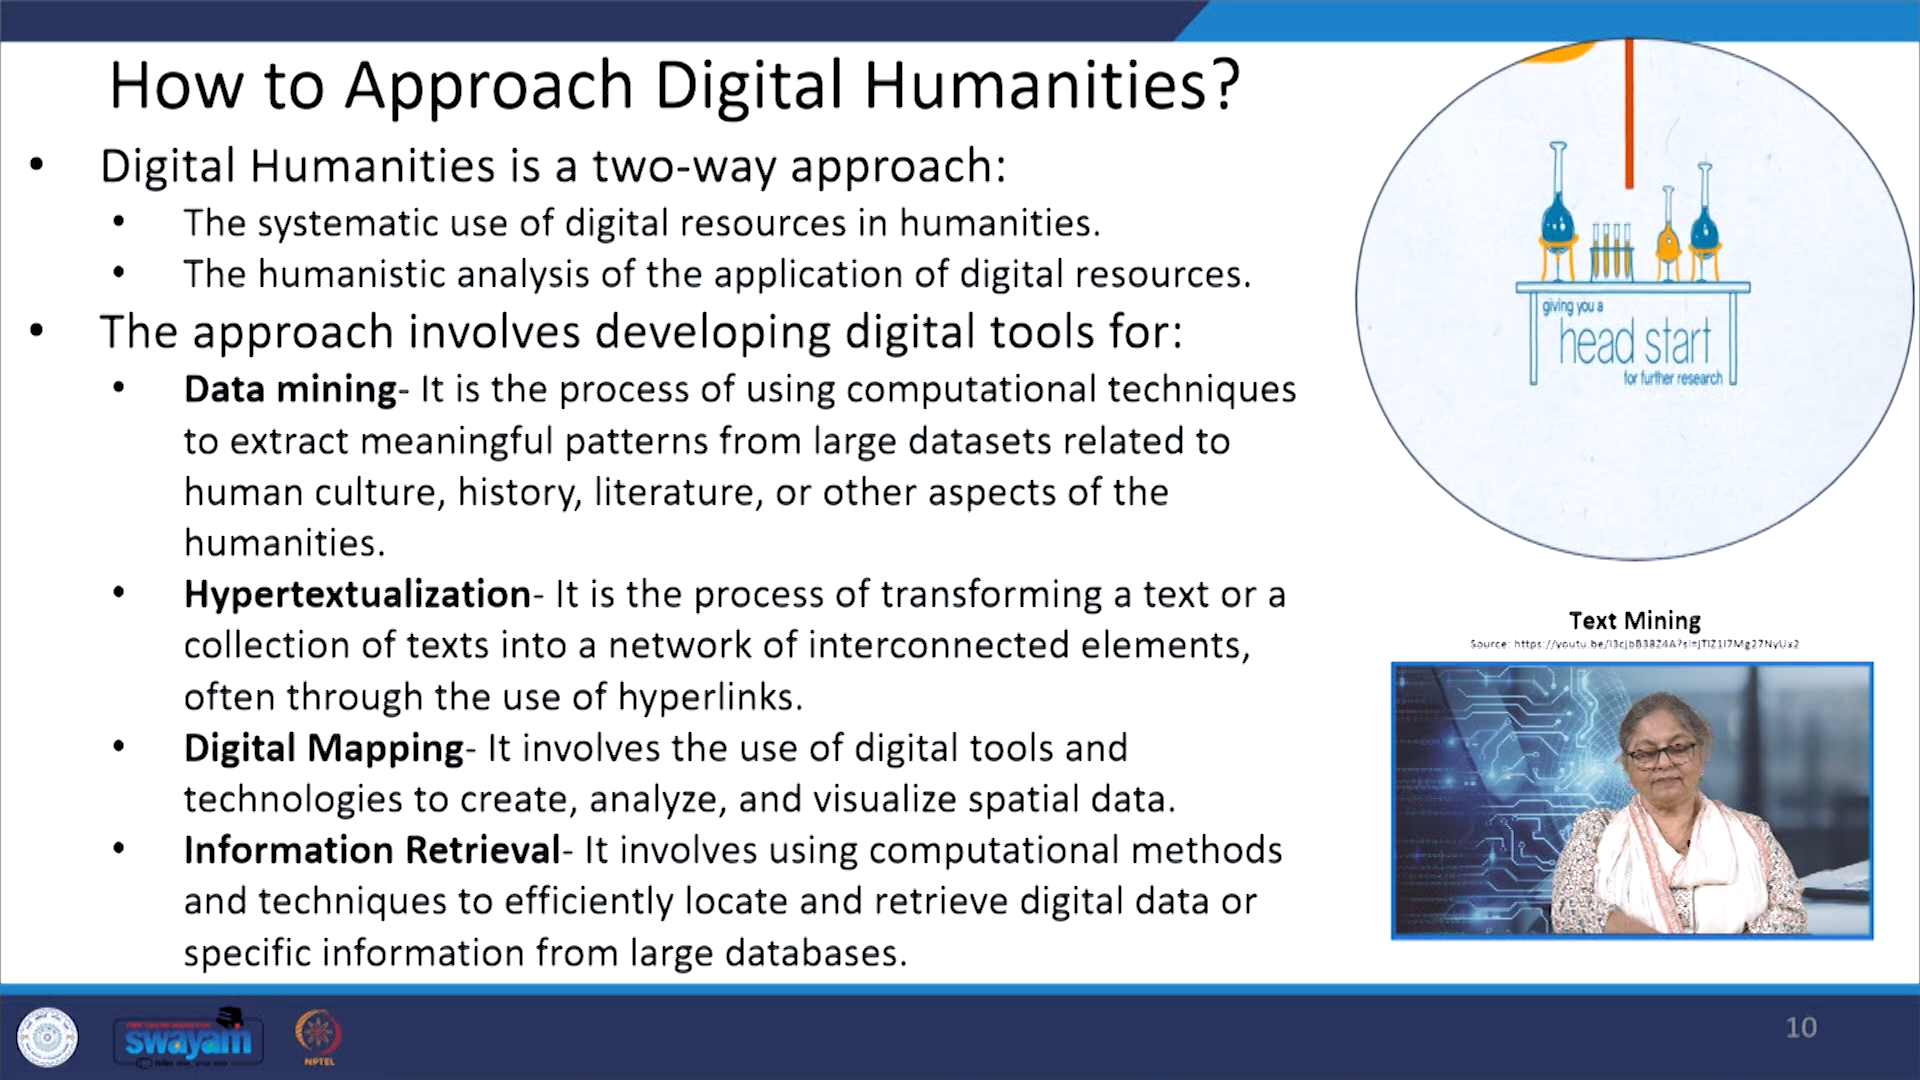 How to Approach Digital Humanities?
• Digital Humanities is a two-way approach:
• The systematic use of digital resources in humanities.
• The humanistic analysis of the application of digital resources.
• The approach involves developing digital tools for:
• Data mining- It is the process of using computational techniques
to extract meaningful patterns from large datasets related to
human culture, history, literature, or other aspects of the
humanities.
• Hypertextualization- It is the process of transforming a text or a
collection of texts into a network of interconnected elements,
often through the use of hyperlinks.
• Digital Mapping- It involves the use of digital tools and
technologies to create, analyze, and visualize spatial data.
• Information Retrieval- It involves using computational methods
and techniques to efficiently locate and retrieve digital data or
specific information from large databases.
giving you a
head start
for further research
Text Mining
Source:
swayam
NPTEL
10